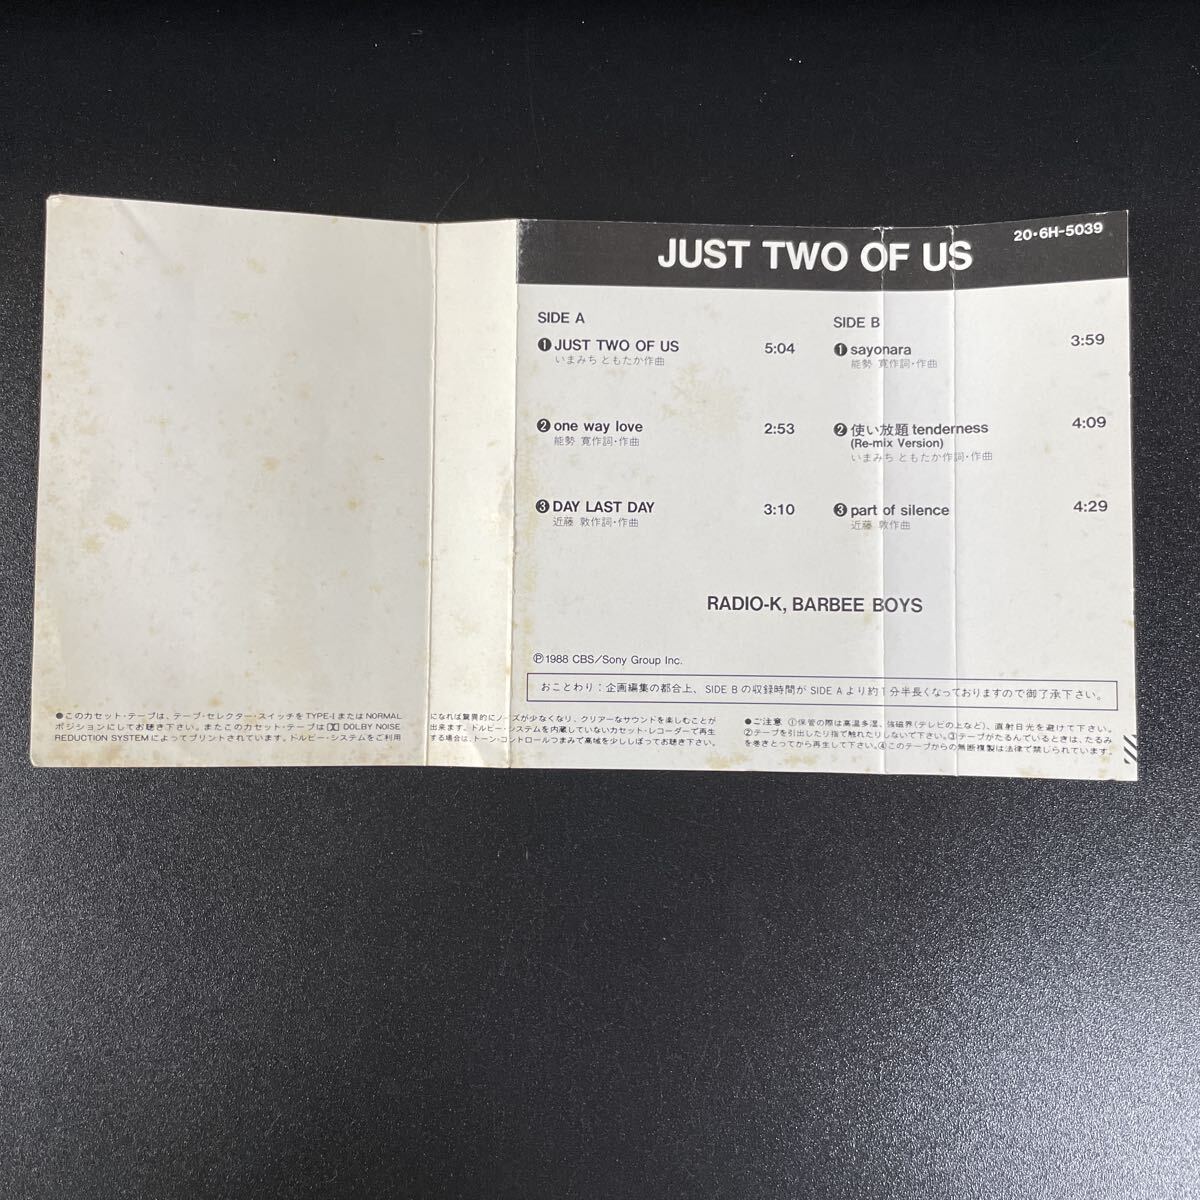 20・6H-5039
JUST TWO OF US
SIDE A
❶ JUST TWO OF US 5:04
いまみち ともたか作曲
❷ one way love 2:53
能勢 寛作詞・作曲
❸ DAY LAST DAY 3:10
近藤 敦作詞・作曲
SIDE B
❶ sayonara 3:59
能勢 寛作詞・作曲
❷ 使い放題 tenderness 4:09
(Re-mix Version)
いまみち ともたか作詞・作曲
❸ part of silence 4:29
近藤 敦作曲
RADIO-K, BARBEE BOYS
Ⓟ 1988 CBS/Sony Group Inc.
おことわり：企画編集の都合上、SIDE B の収録時間が SIDE A より約1分半長くなっておりますので御了承下さい。
●このカセット・テープは、テープ・セレクター・スイッチを TYPE-I または NORMAL
ポジションにしてお聴き下さい。またこのカセット・テープは DOLBY NOISE
REDUCTION SYSTEM によってプリントされています。ドルビー・システムをご利用
になれば驚異的にノーズが少なくなり、クリアーなサウンドを楽しむことが
出来ます。ドルビー・システムを内蔵していないカセット・レコーダーで再生
する場合は、トーン・コントロールつまみで高域を少ししぼってお聴き下さい。
●ご注意 ①保管の際は高温多湿、強磁界(テレビの上など)、直射日光を避けて下さい。
②テープを引出したり指で触れたりしないで下さい。③テープがたるんでいるときは、たるみ
を巻きとってから再生して下さい。④このテープからの無断複製は法律で禁じられています。